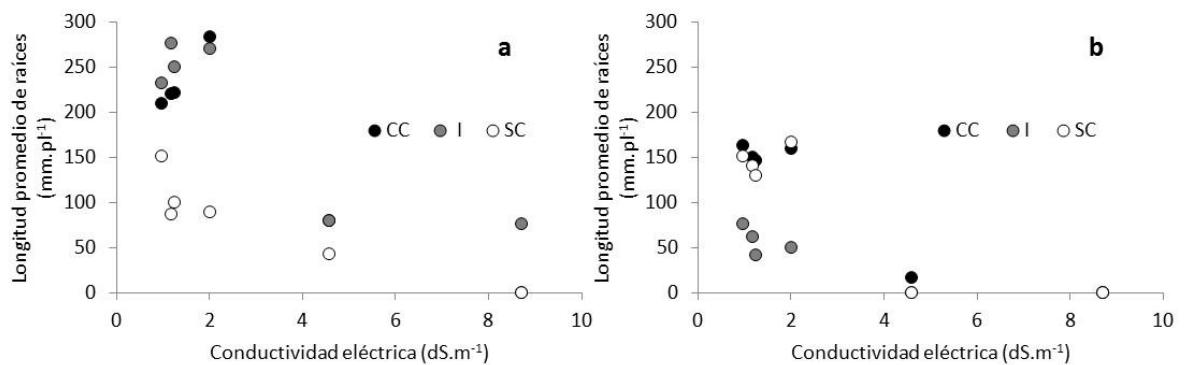 Longitud promedio de raíces
(mm.pl⁻¹)
300
250
200
150
100
50
0
a
CC I SC
0 2 4 6 8 10
Conductividad eléctrica (dS.m⁻¹)
Longitud promedio de raíces
(mm.pl⁻¹)
300
250
200
150
100
50
0
b
CC I SC
0 2 4 6 8 10
Conductividad eléctrica (dS.m⁻¹)